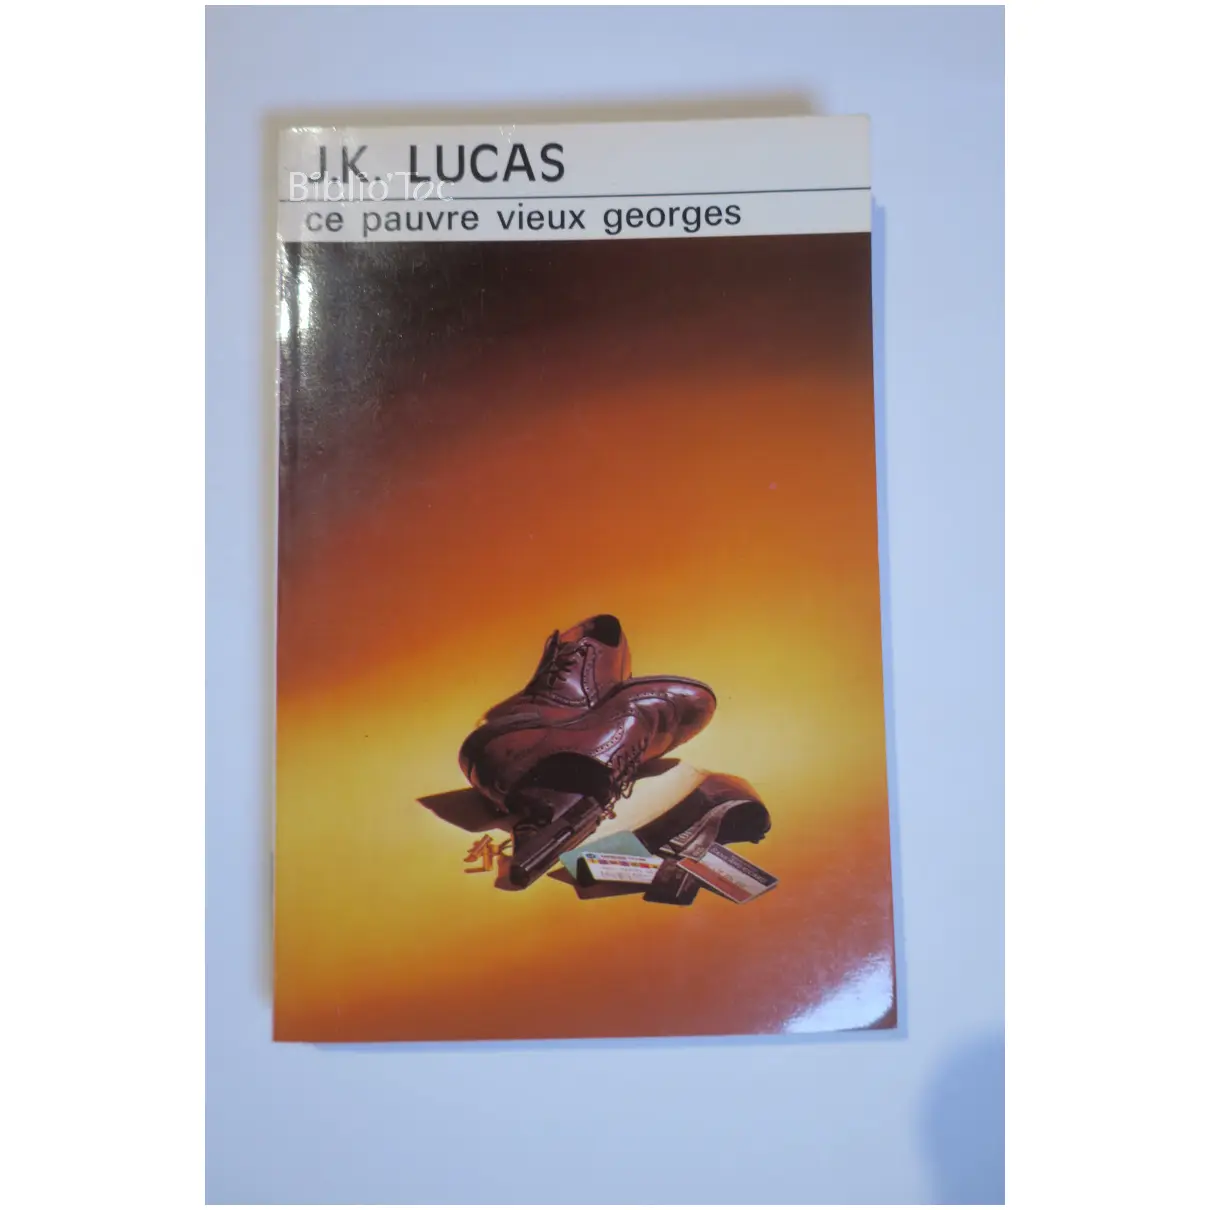 J.K. LUCAS
Biblio'Toc
ce pauvre vieux georges